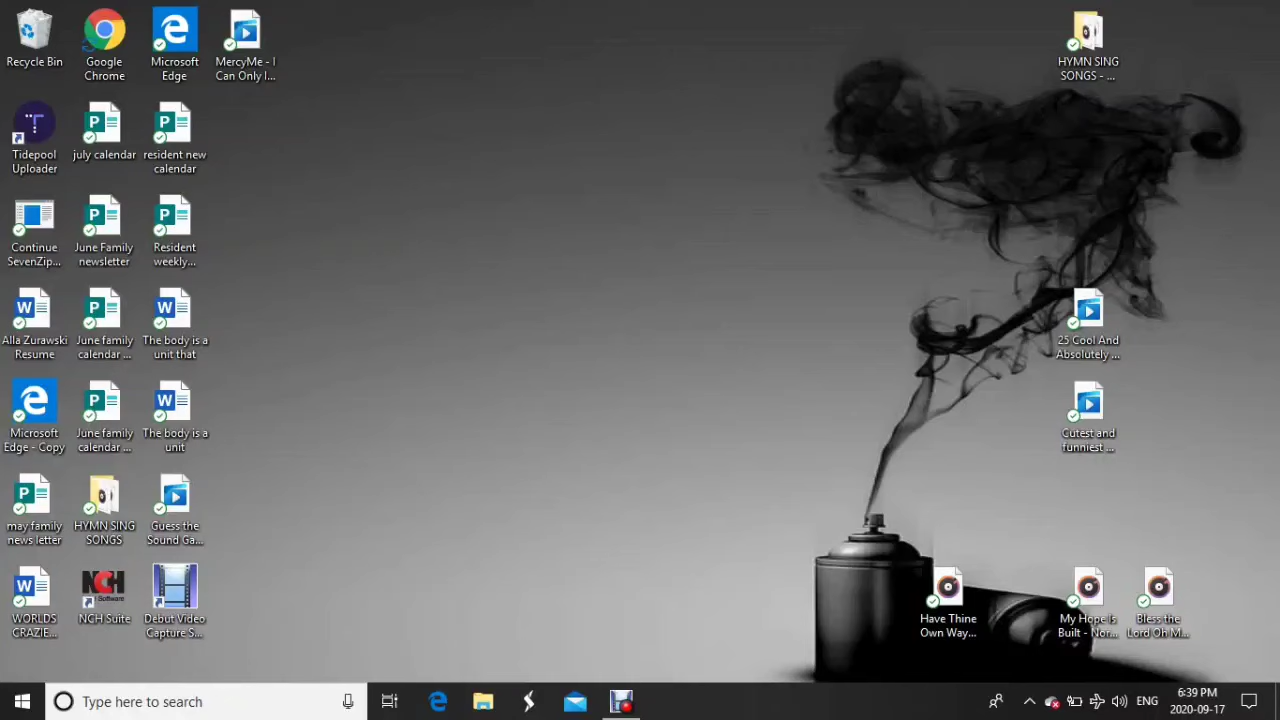 Recycle Bin
Google
Chrome
Microsoft
Edge
MercyMe - I
Can Only I...
HYMN SING
SONGS - ...
Tidepool
Uploader
july calendar
resident new
calendar
Continue
SevenZip...
June Family
newsletter
Resident
weekly...
Alla Zurawski
Resume
June family
calendar ...
The body is a
unit that
25 Cool And
Absolutely ...
Microsoft
Edge - Copy
June family
calendar ...
The body is a
unit
Cutest and
funniest ...
may family
news letter
HYMN SING
SONGS
Guess the
Sound Ga...
WORLDS
CRAZIE...
NCH
Software
NCH Suite
Debut Video
Capture S...
Have Thine
Own Way...
My Hope Is
Built - Nor...
Bless the
Lord Oh M...
Type here to search
ENG
6:39 PM
2020-09-17